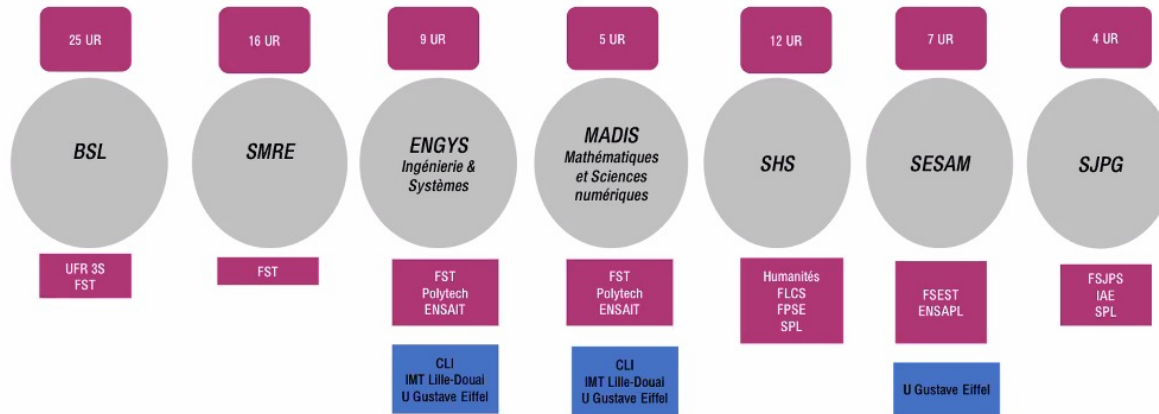 25 UR
16 UR
9 UR
5 UR
12 UR
7 UR
4 UR
BSL
SMRE
ENGYS
Ingénierie &
Systèmes
MADIS
Mathématiques
et Sciences
numériques
SHS
SESAM
SJPG
UFR 3S
FST
FST
FST
Polytech
ENSAIT
FST
Polytech
ENSAIT
Humanités
FLCS
FPSE
SPL
FSEST
ENSAPL
FSJPS
IAE
SPL
CLI
IMT Lille-Douai
U Gustave Eiffel
CLI
IMT Lille-Douai
U Gustave Eiffel
U Gustave Eiffel